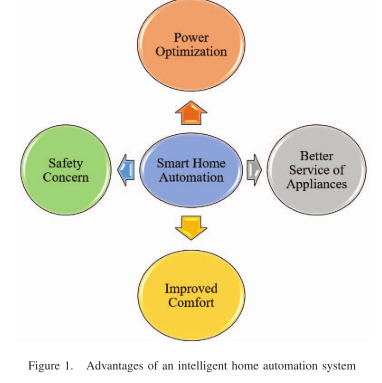 Power
Optimization
Safety
Concern
Smart Home
Automation
Better
Service of
Appliances
Improved
Comfort
Figure 1. Advantages of an intelligent home automation system